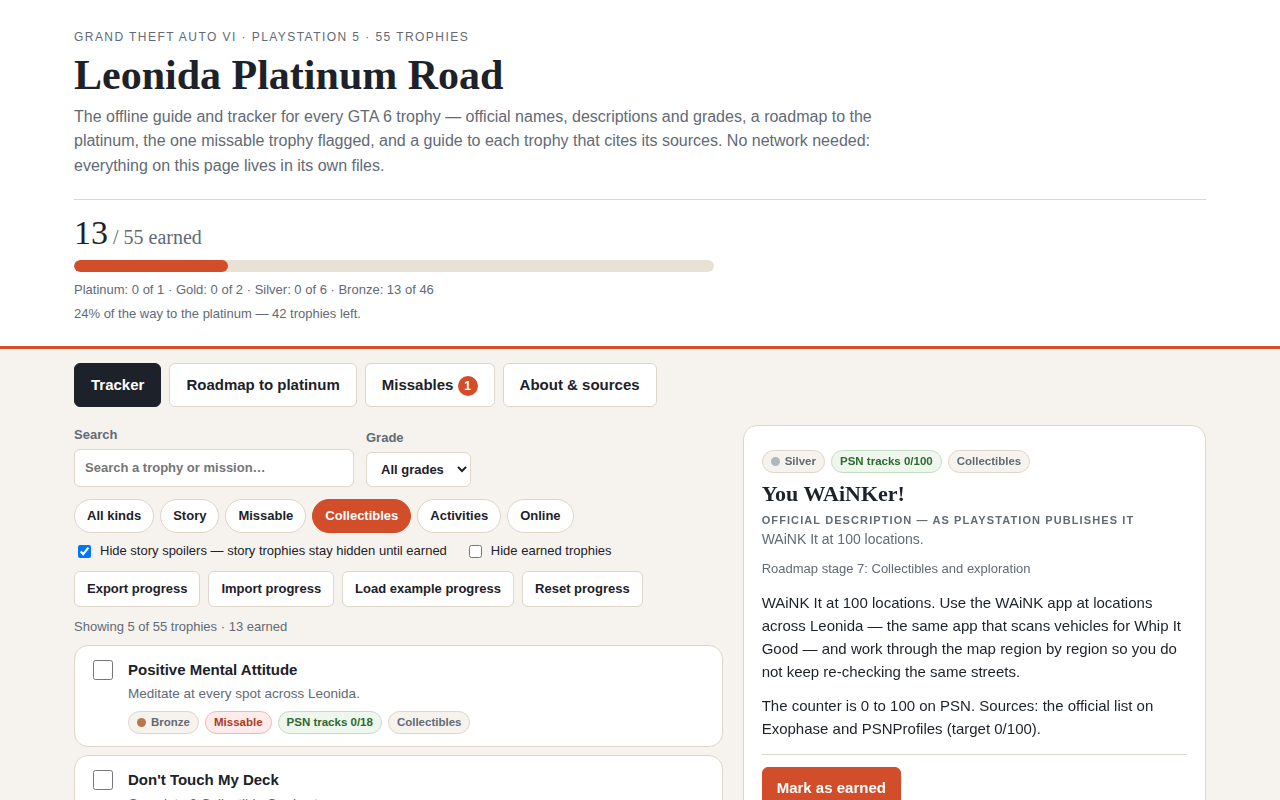 GRAND THEFT AUTO VI · PLAYSTATION 5 · 55 TROPHIES
Leonida Platinum Road
The offline guide and tracker for every GTA 6 trophy — official names, descriptions and grades, a roadmap to the
platinum, the one missable trophy flagged, and a guide to each trophy that cites its sources. No network needed:
everything on this page lives in its own files.
13 / 55 earned
Platinum: 0 of 1 · Gold: 0 of 2 · Silver: 0 of 6 · Bronze: 13 of 46
24% of the way to the platinum — 42 trophies left.
Tracker
Roadmap to platinum
Missables 1
About & sources
Search
Search a trophy or mission…
Grade
All grades
All kinds
Story
Missable
Collectibles
Activities
Online
Hide story spoilers — story trophies stay hidden until earned
Hide earned trophies
Export progress
Import progress
Load example progress
Reset progress
Showing 5 of 55 trophies · 13 earned
Positive Mental Attitude
Meditate at every spot across Leonida.
Bronze
Missable
PSN tracks 0/18
Collectibles
Don't Touch My Deck
Silver
PSN tracks 0/100
Collectibles
You WAiNKer!
OFFICIAL DESCRIPTION — AS PLAYSTATION PUBLISHES IT
WAiNK It at 100 locations.
Roadmap stage 7: Collectibles and exploration
WAiNK It at 100 locations. Use the WAiNK app at locations
across Leonida — the same app that scans vehicles for Whip It
Good — and work through the map region by region so you do
not keep re-checking the same streets.
The counter is 0 to 100 on PSN. Sources: the official list on
Exophase and PSNProfiles (target 0/100).
Mark as earned